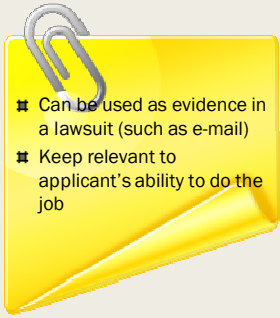 Can be used as evidence in
a lawsuit (such as e-mail)
Keep relevant to
applicant's ability to do the
job